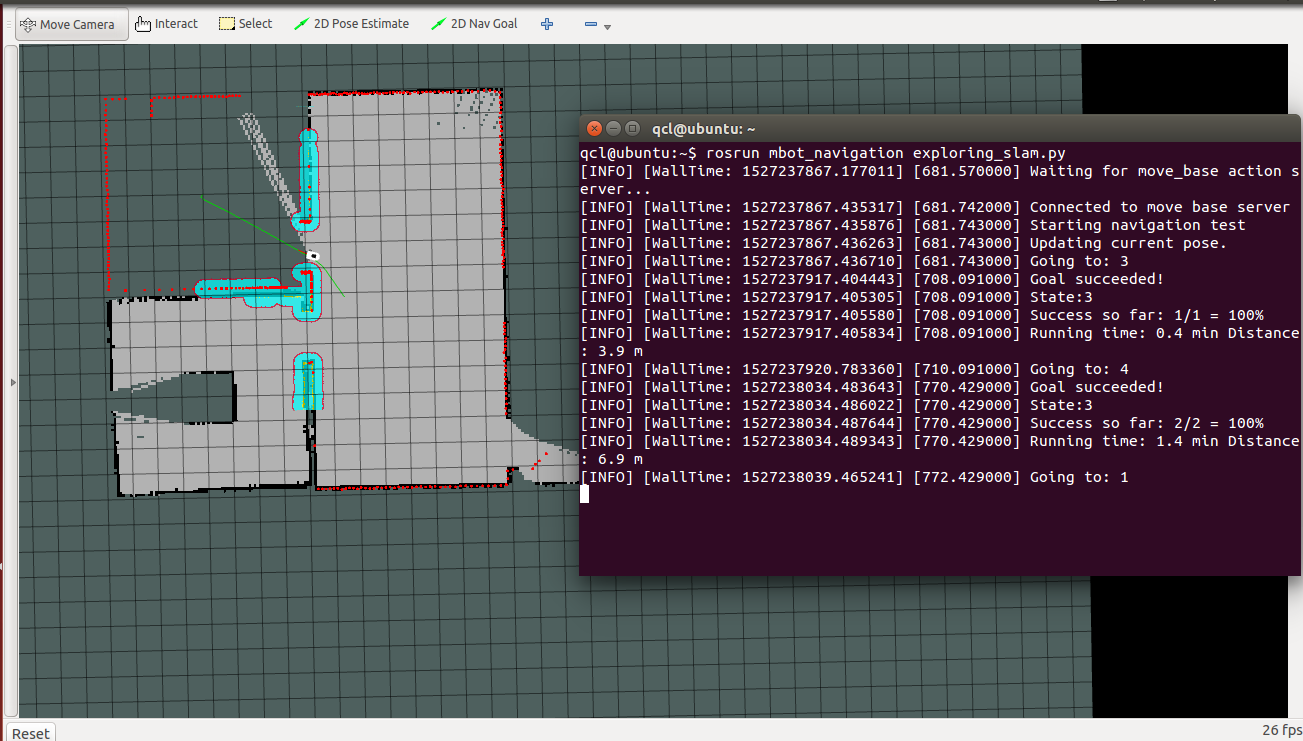 Move Camera Interact Select 2D Pose Estimate 2D Nav Goal
qcl@ubuntu: ~
qcl@ubuntu:~$ rosrun mbot_navigation exploring_slam.py
[INFO] [WallTime: 1527237867.177011] [681.570000] Waiting for move_base action s
erver...
[INFO] [WallTime: 1527237867.435317] [681.742000] Connected to move base server
[INFO] [WallTime: 1527237867.435876] [681.743000] Starting navigation test
[INFO] [WallTime: 1527237867.436263] [681.743000] Updating current pose.
[INFO] [WallTime: 1527237867.436710] [681.743000] Going to: 3
[INFO] [WallTime: 1527237917.404443] [708.091000] Goal succeeded!
[INFO] [WallTime: 1527237917.405305] [708.091000] State:3
[INFO] [WallTime: 1527237917.405580] [708.091000] Success so far: 1/1 = 100%
[INFO] [WallTime: 1527237917.405834] [708.091000] Running time: 0.4 min Distance
: 3.9 m
[INFO] [WallTime: 1527237920.783360] [710.091000] Going to: 4
[INFO] [WallTime: 1527238034.483643] [770.429000] Goal succeeded!
[INFO] [WallTime: 1527238034.486022] [770.429000] State:3
[INFO] [WallTime: 1527238034.487644] [770.429000] Success so far: 2/2 = 100%
[INFO] [WallTime: 1527238034.489343] [770.429000] Running time: 1.4 min Distance
: 6.9 m
[INFO] [WallTime: 1527238039.465241] [772.429000] Going to: 1
Reset
26 fps